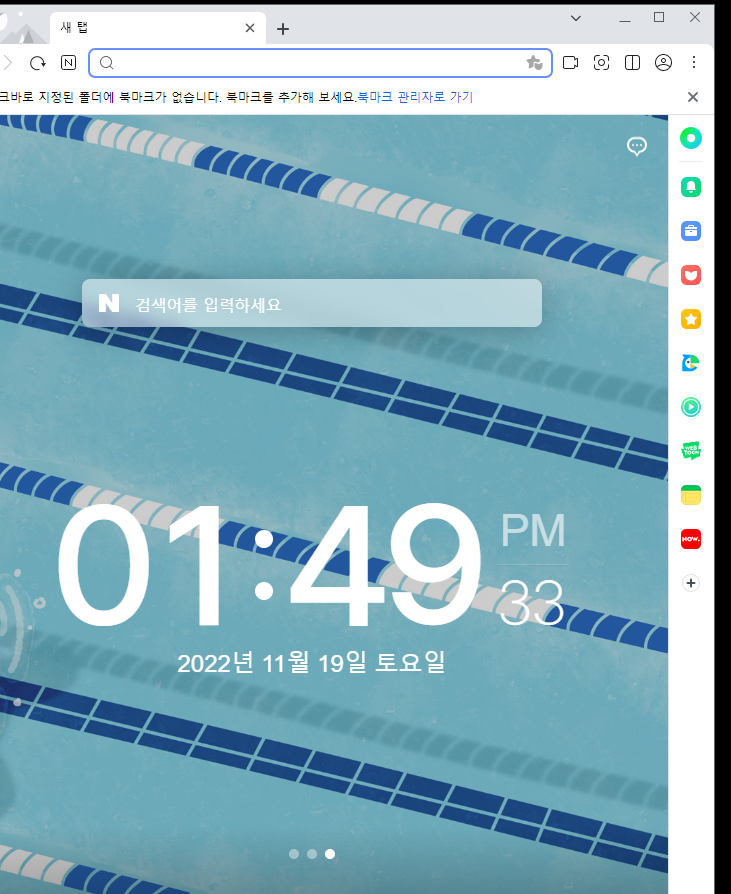 새 탭
N
크바로 지정된 폴더에 북마크가 없습니다. 북마크를 추가해 보세요.북마크 관리자로 가기
N 검색어를 입력하세요
WEB
TOON
NOW.
01:49 PM
33
2022년 11월 19일 토요일